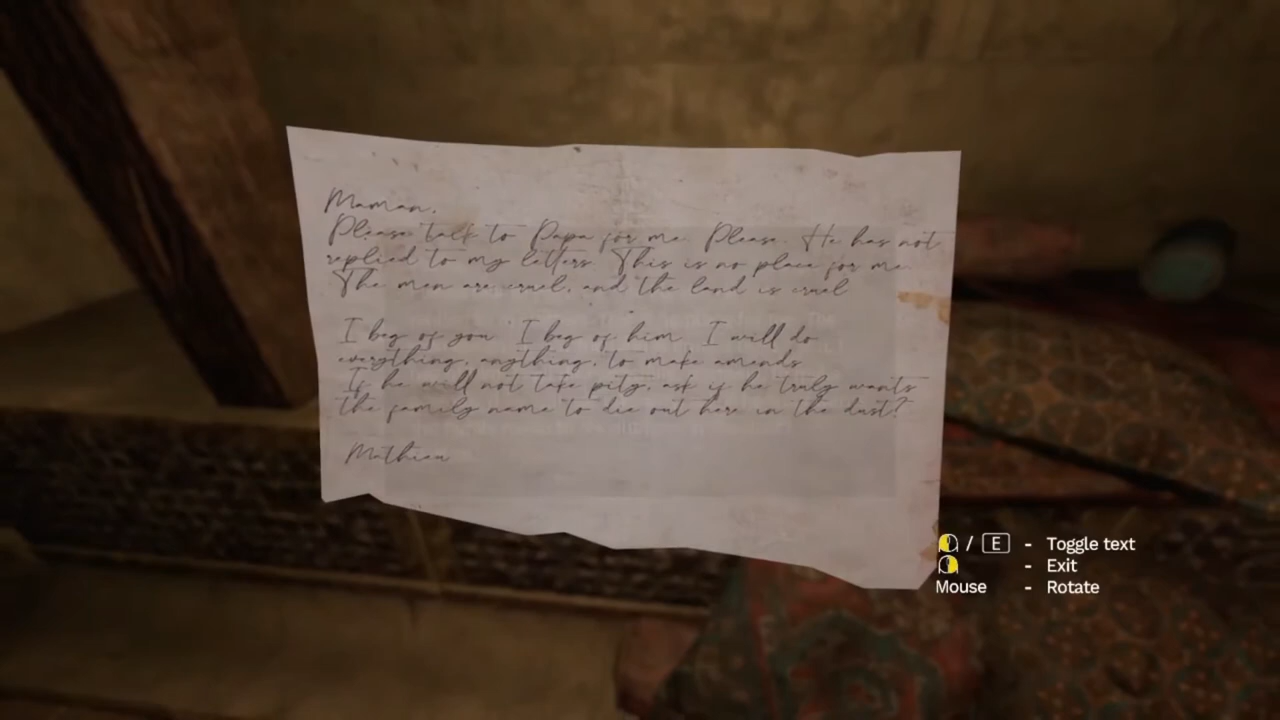 Maman,
Please talk to Papa for me. Please. He has not
replied to my letters. This is no place for me.
The men are cruel, and the land is cruel
I beg of you. I beg of him. I will do
everything, anything, to make amends.
If he will not take pity, ask if he truly wants
the family name to die out here in the dust?
Mathieu
/ E - Toggle text
- Exit
Mouse - Rotate